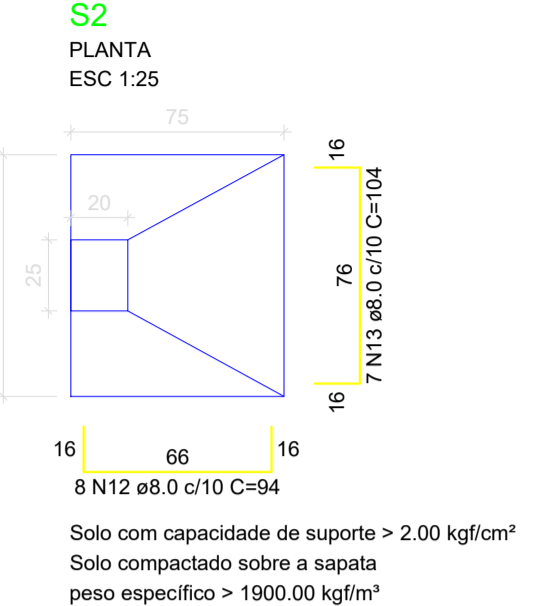 S2
PLANTA
ESC 1:25
75
20
25
16
76
16
7 N13 ø8.0 c/10 C=104
16
66
16
8 N12 ø8.0 c/10 C=94
Solo com capacidade de suporte > 2.00 kgf/cm²
Solo compactado sobre a sapata
peso específico > 1900.00 kgf/m³